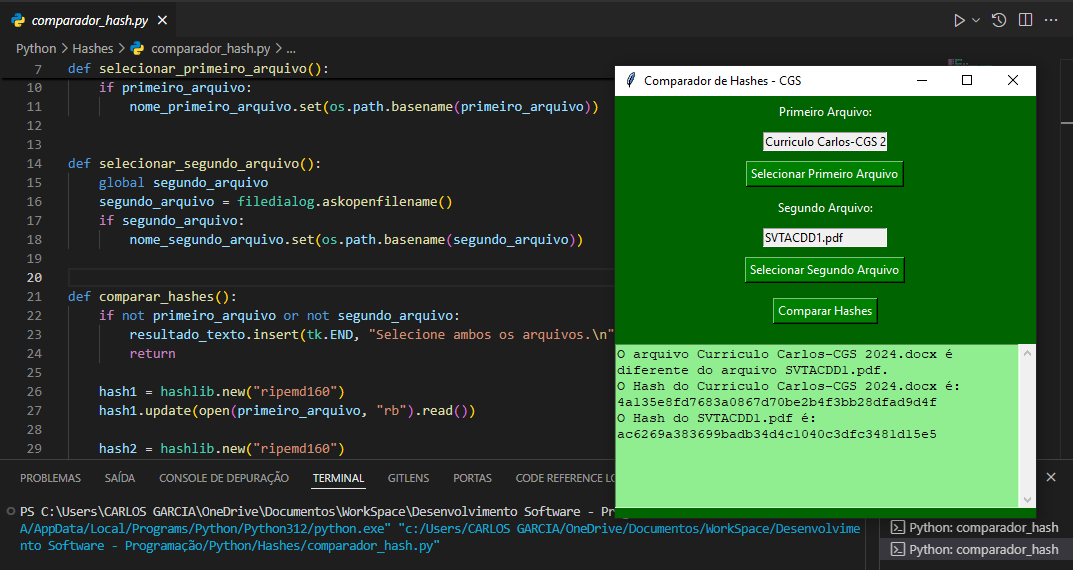 comparador_hash.py
Python > Hashes > comparador_hash.py > ...
7 def selecionar_primeiro_arquivo():
10 if primeiro_arquivo:
11 nome_primeiro_arquivo.set(os.path.basename(primeiro_arquivo))
12
13
14 def selecionar_segundo_arquivo():
15 global segundo_arquivo
16 segundo_arquivo = filedialog.askopenfilename()
17 if segundo_arquivo:
18 nome_segundo_arquivo.set(os.path.basename(segundo_arquivo))
19
20
21 def comparar_hashes():
22 if not primeiro_arquivo or not segundo_arquivo:
23 resultado_texto.insert(tk.END, "Selecione ambos os arquivos.\n"
24 return
25
26 hash1 = hashlib.new("ripemd160")
27 hash1.update(open(primeiro_arquivo, "rb").read())
28
29 hash2 = hashlib.new("ripemd160")
Comparador de Hashes - CGS
Primeiro Arquivo:
Curriculo Carlos-CGS 2
Selecionar Primeiro Arquivo
Segundo Arquivo:
SVTACDD1.pdf
Selecionar Segundo Arquivo
Comparar Hashes
O arquivo Curriculo Carlos-CGS 2024.docx é
diferente do arquivo SVTACDD1.pdf.
O Hash do Curriculo Carlos-CGS 2024.docx é:
4a135e8fd7683a0867d70be2b4f3bb28dfad9d4f
O Hash do SVTACDD1.pdf é:
ac6269a383699badb34d4c1040c3dfc3481d15e5
PROBLEMAS SAÍDA CONSOLE DE DEPURAÇÃO TERMINAL GITLENS PORTAS CODE REFERENCE LO
PS C:\Users\CARLOS GARCIA\OneDrive\Documentos\WorkSpace\Desenvolvimento Software - Pr
A/AppData/Local/Programs/Python/Python312/python.exe" "c:/Users/CARLOS GARCIA/OneDrive/Documentos/WorkSpace/Desenvolvime
nto Software - Programação/Python/Hashes/comparador_hash.py"
Python: comparador_hash
Python: comparador_hash